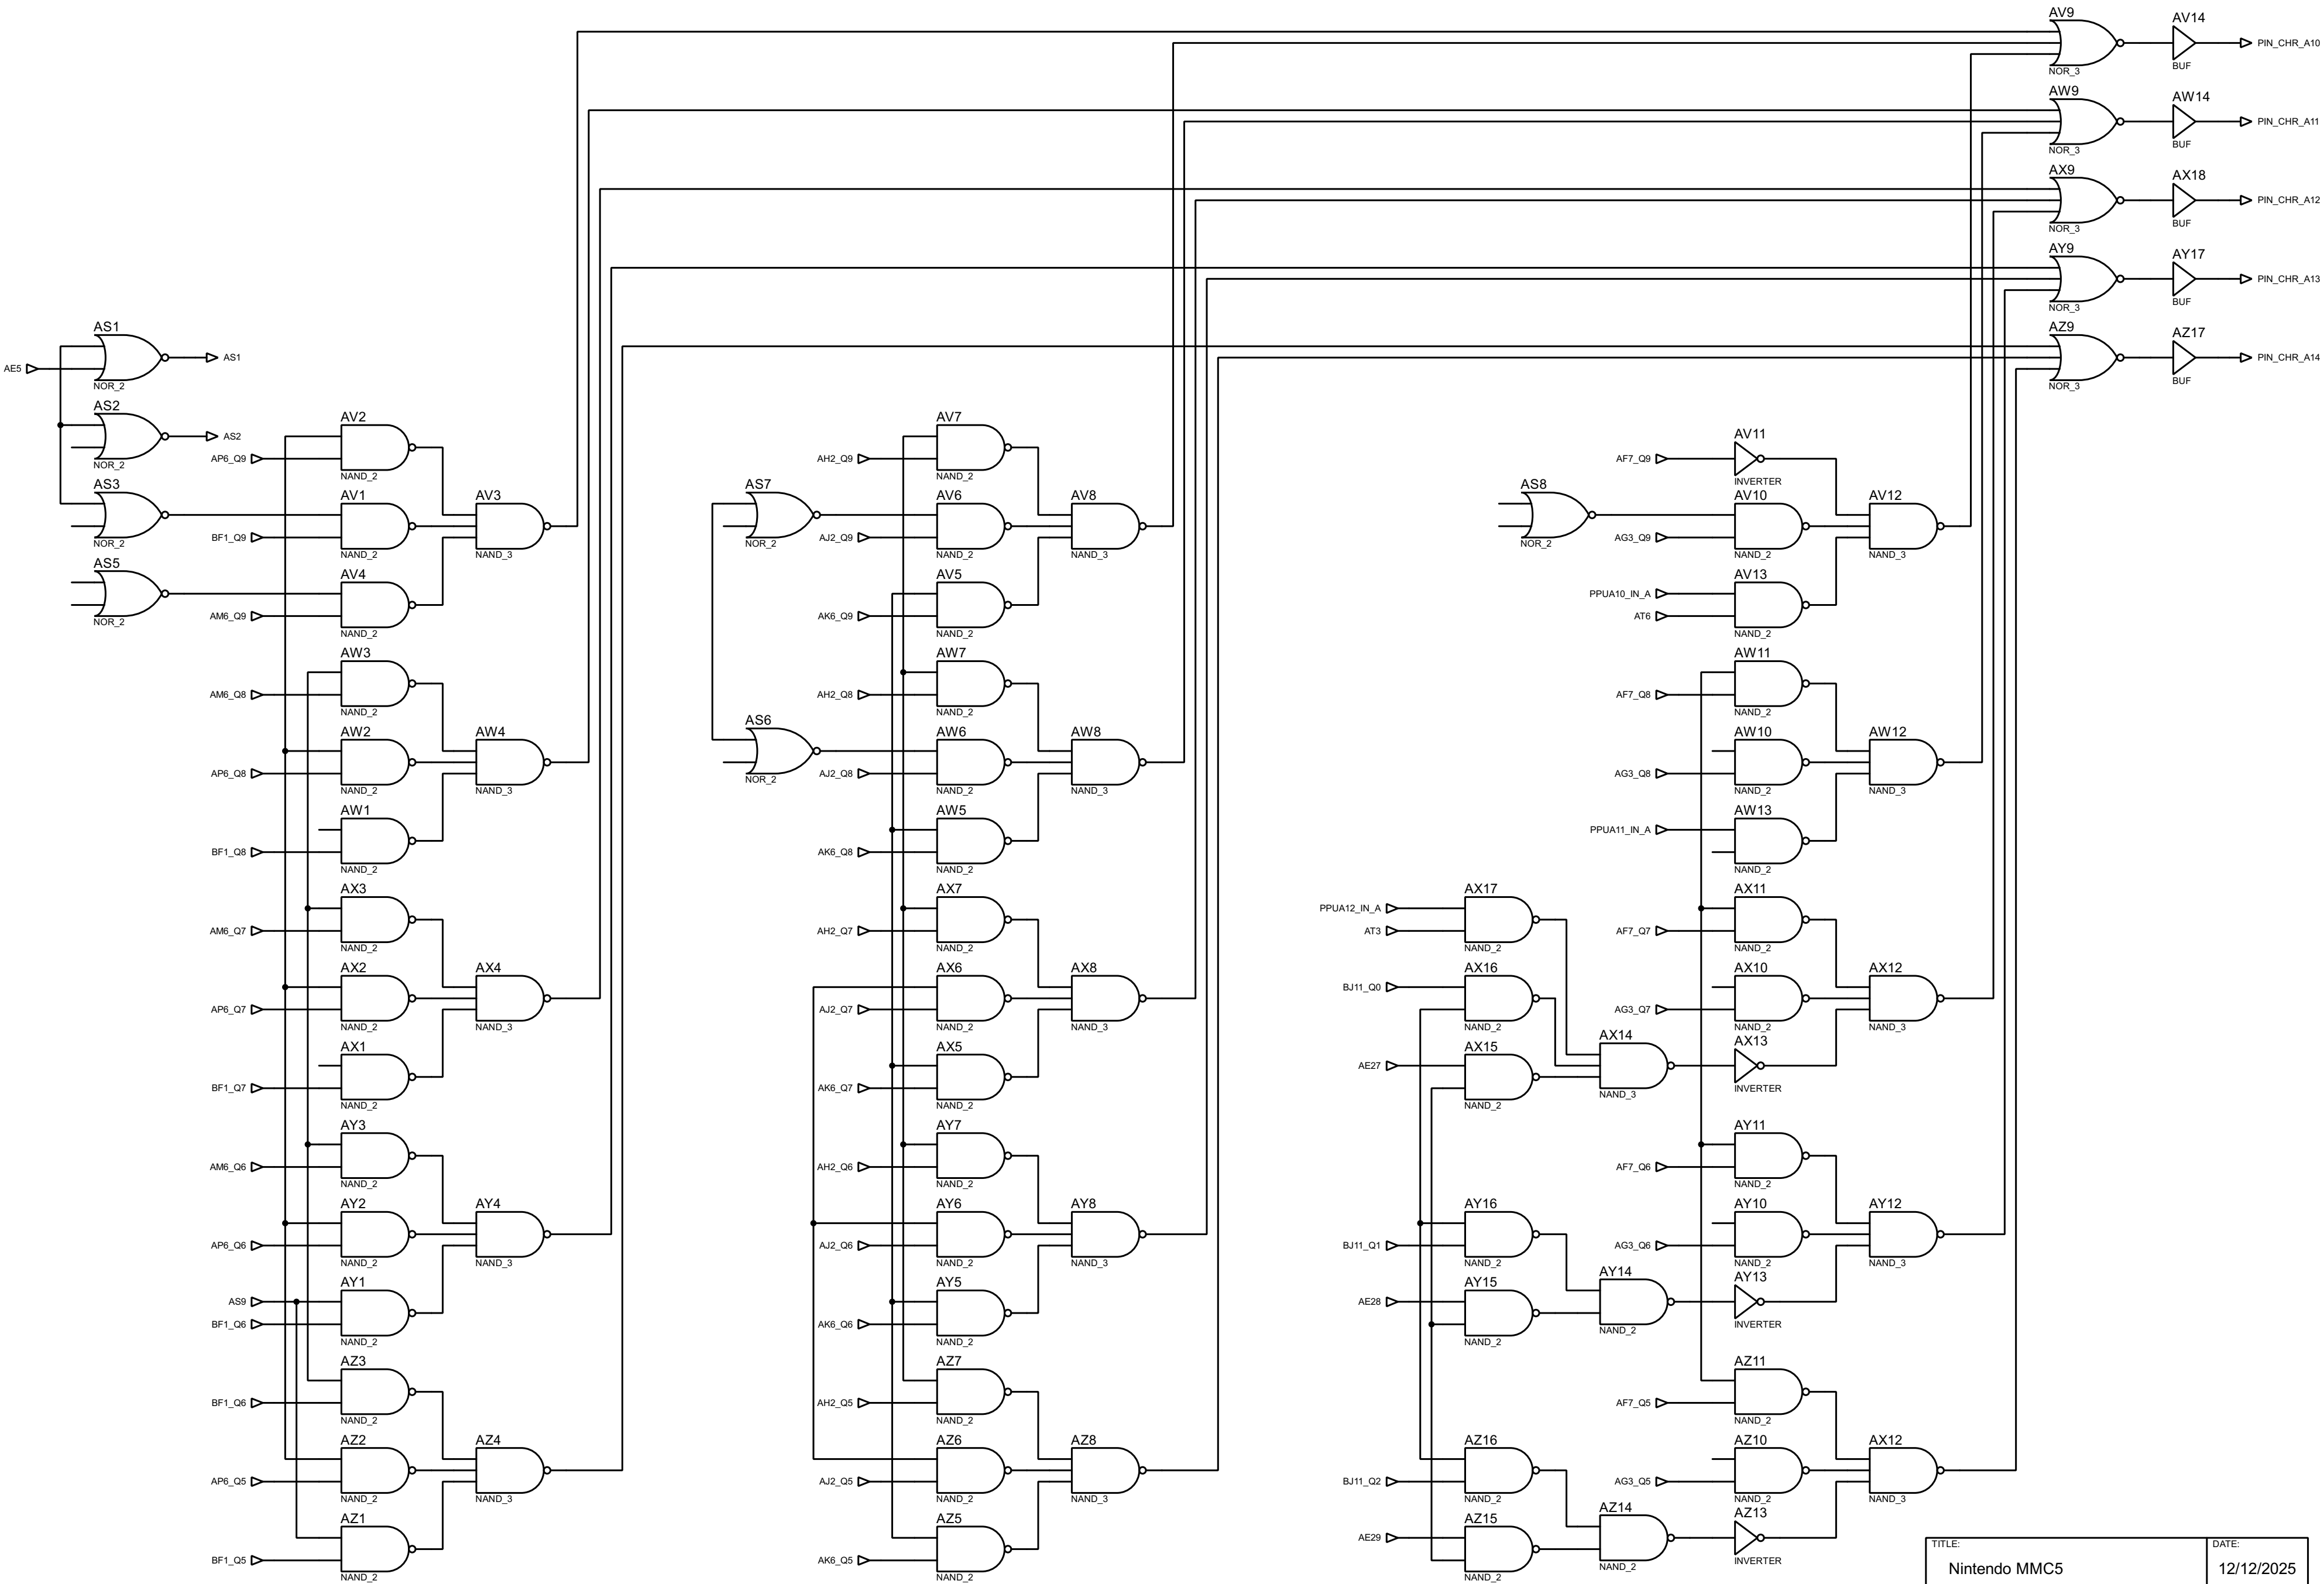 AV9
NOR_3
AV14
BUF
PIN_CHR_A10
AW9
NOR_3
AW14
BUF
PIN_CHR_A11
AX9
NOR_3
AX18
BUF
PIN_CHR_A12
AY9
NOR_3
AY17
BUF
PIN_CHR_A13
AZ9
NOR_3
AZ17
BUF
PIN_CHR_A14
AE5
AS1
NOR_2
AS1
AS2
NOR_2
AS2
AS3
NOR_2
AS5
NOR_2
AP6_Q9
AV2
NAND_2
BF1_Q9
AV1
NAND_2
AM6_Q9
AV4
NAND_2
AV3
NAND_3
AM6_Q8
AW3
NAND_2
AP6_Q8
AW2
NAND_2
BF1_Q8
AW1
NAND_2
AW4
NAND_3
AM6_Q7
AX3
NAND_2
AP6_Q7
AX2
NAND_2
BF1_Q7
AX1
NAND_2
AX4
NAND_3
AM6_Q6
AY3
NAND_2
AP6_Q6
AY2
NAND_2
AS9
BF1_Q6
AY1
NAND_2
AY4
NAND_3
BF1_Q6
AZ3
NAND_2
AP6_Q5
AZ2
NAND_2
BF1_Q5
AZ1
NAND_2
AZ4
NAND_3
AS7
NOR_2
AS6
NOR_2
AH2_Q9
AV7
NAND_2
AJ2_Q9
AV6
NAND_2
AK6_Q9
AV5
NAND_2
AV8
NAND_3
AH2_Q8
AW7
NAND_2
AJ2_Q8
AW6
NAND_2
AK6_Q8
AW5
NAND_2
AW8
NAND_3
AH2_Q7
AX7
NAND_2
AJ2_Q7
AX6
NAND_2
AK6_Q7
AX5
NAND_2
AX8
NAND_3
AH2_Q6
AY7
NAND_2
AJ2_Q6
AY6
NAND_2
AK6_Q6
AY5
NAND_2
AY8
NAND_3
AH2_Q5
AZ7
NAND_2
AJ2_Q5
AZ6
NAND_2
AK6_Q5
AZ5
NAND_2
AZ8
NAND_3
AS8
NOR_2
AF7_Q9
AV11
INVERTER
AG3_Q9
AV10
NAND_2
PPUA10_IN_A
AT6
AV13
NAND_2
AV12
NAND_3
AF7_Q8
AW11
NAND_2
AG3_Q8
AW10
NAND_2
PPUA11_IN_A
AW13
NAND_2
AW12
NAND_3
PPUA12_IN_A
AT3
AX17
NAND_2
BJ11_Q0
AX16
NAND_2
AE27
AX15
NAND_2
AX14
NAND_3
AF7_Q7
AX11
NAND_2
AG3_Q7
AX10
NAND_2
AX13
INVERTER
AX12
NAND_3
BJ11_Q1
AY16
NAND_2
AE28
AY15
NAND_2
AY14
NAND_2
AF7_Q6
AY11
NAND_2
AG3_Q6
AY10
NAND_2
AY13
INVERTER
AY12
NAND_3
BJ11_Q2
AZ16
NAND_2
AE29
AZ15
NAND_2
AZ14
NAND_2
AF7_Q5
AZ11
NAND_2
AG3_Q5
AZ10
NAND_2
AZ13
INVERTER
AX12
NAND_3
TITLE:
Nintendo MMC5
DATE:
12/12/2025